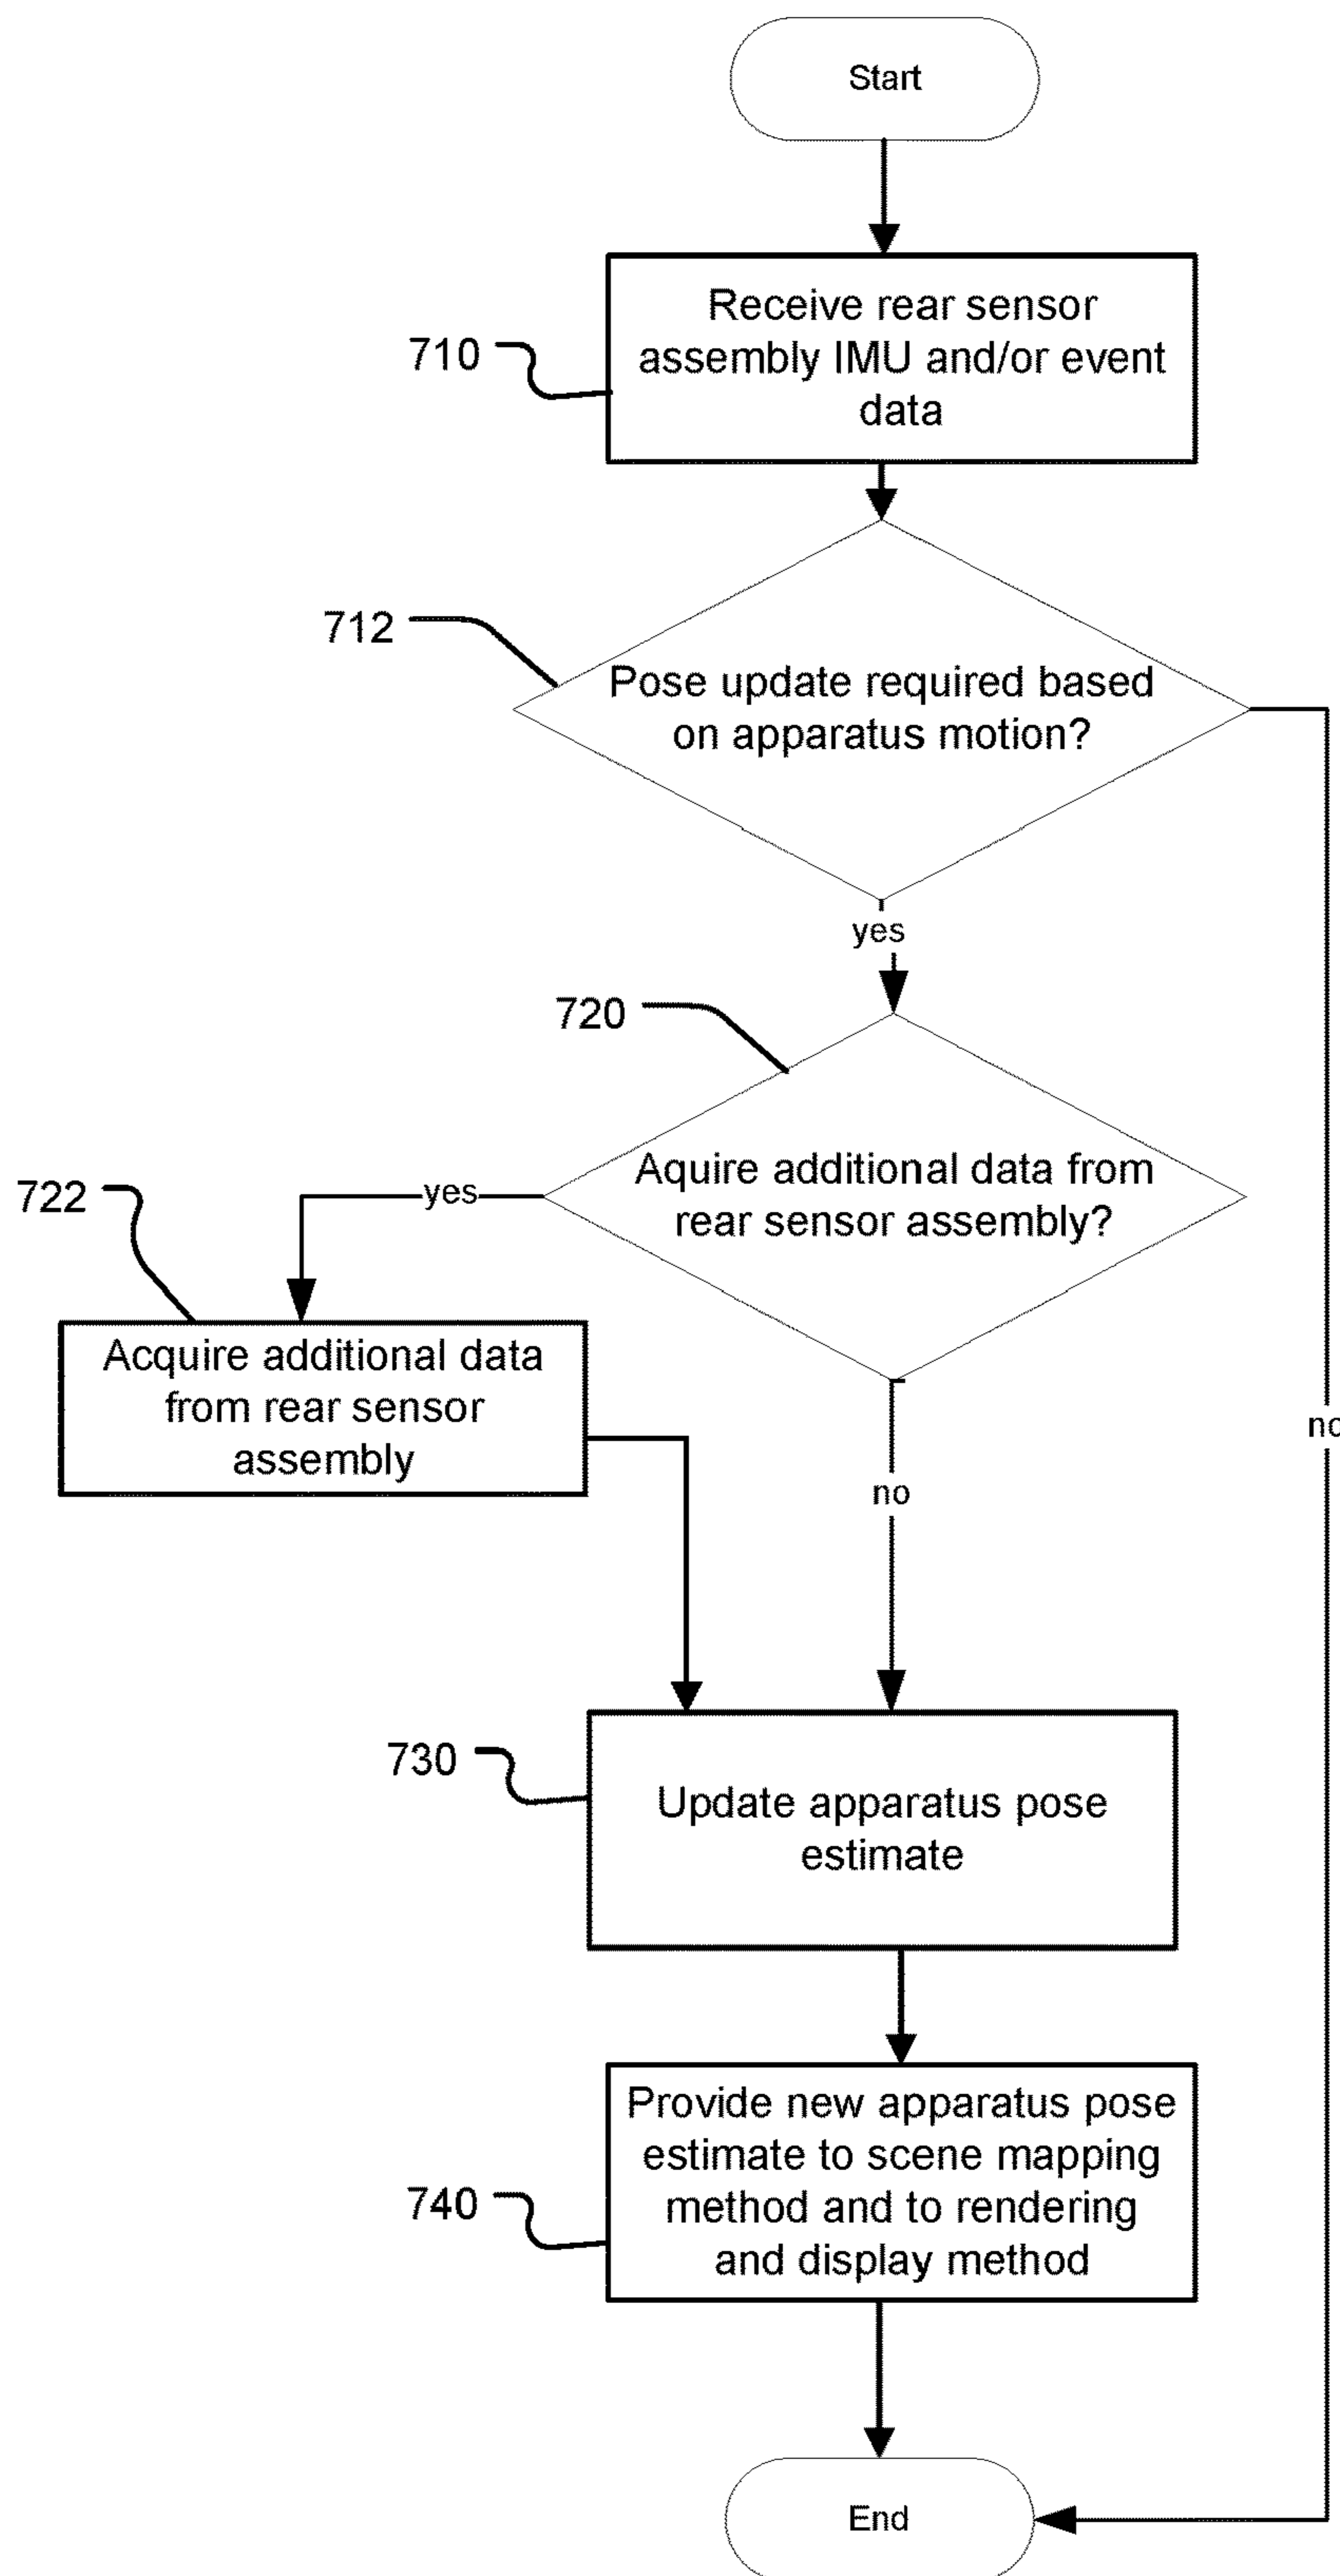 Start
Receive rear sensor
assembly IMU and/or event
data
710
712
Pose update required based
on apparatus motion?
yes
720
Aquire additional data from
rear sensor assembly?
yes
722
Acquire additional data
from rear sensor
assembly
no
no
730
Update apparatus pose
estimate
Provide new apparatus pose
estimate to scene mapping
method and to rendering
and display method
740
End